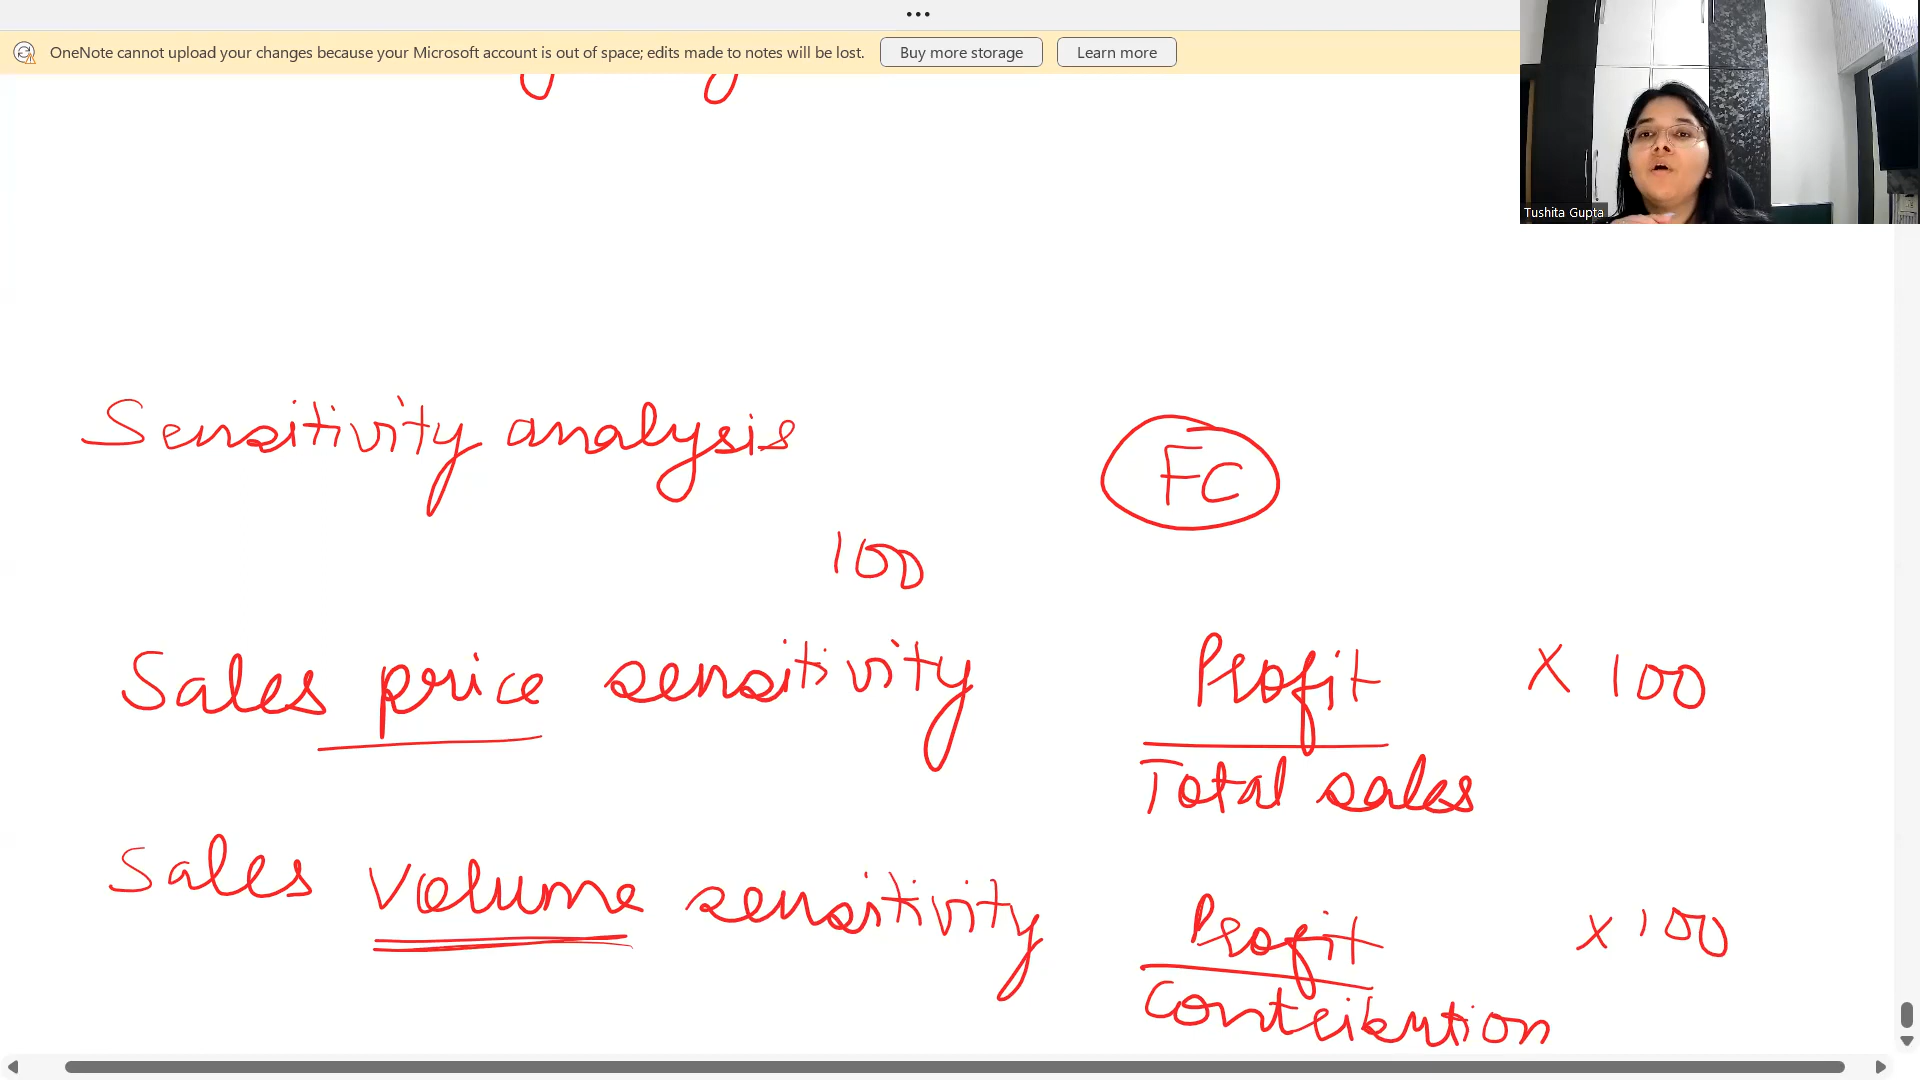 •••
OneNote cannot upload your changes because your Microsoft account is out of space; edits made to notes will be lost. Buy more storage Learn more
Tushita Gupta
Sensitivity analysis
FC
100
Sales price sensitivity
Profit
Total sales
X 100
Sales volume sensitivity
Profit
Contribution
X 100